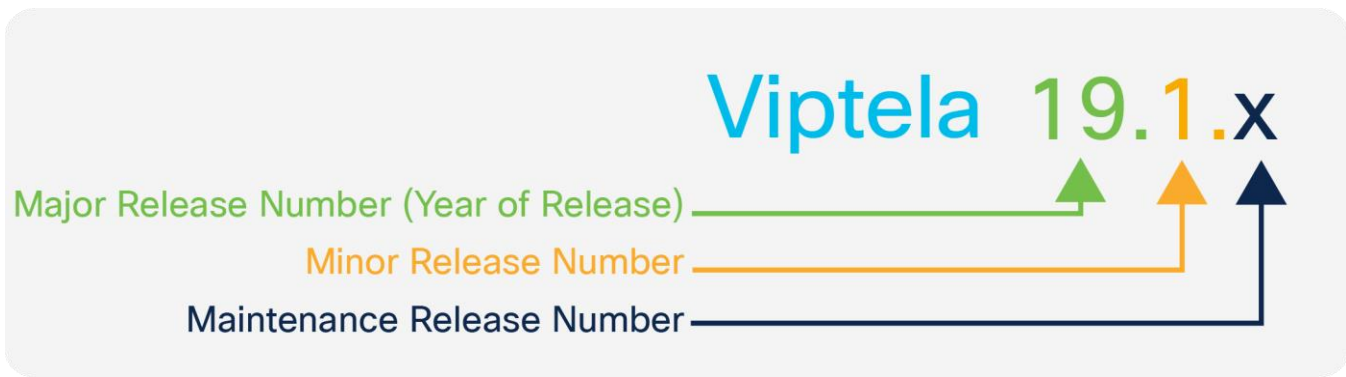 Viptela 19.1.x
Major Release Number (Year of Release)
Minor Release Number
Maintenance Release Number